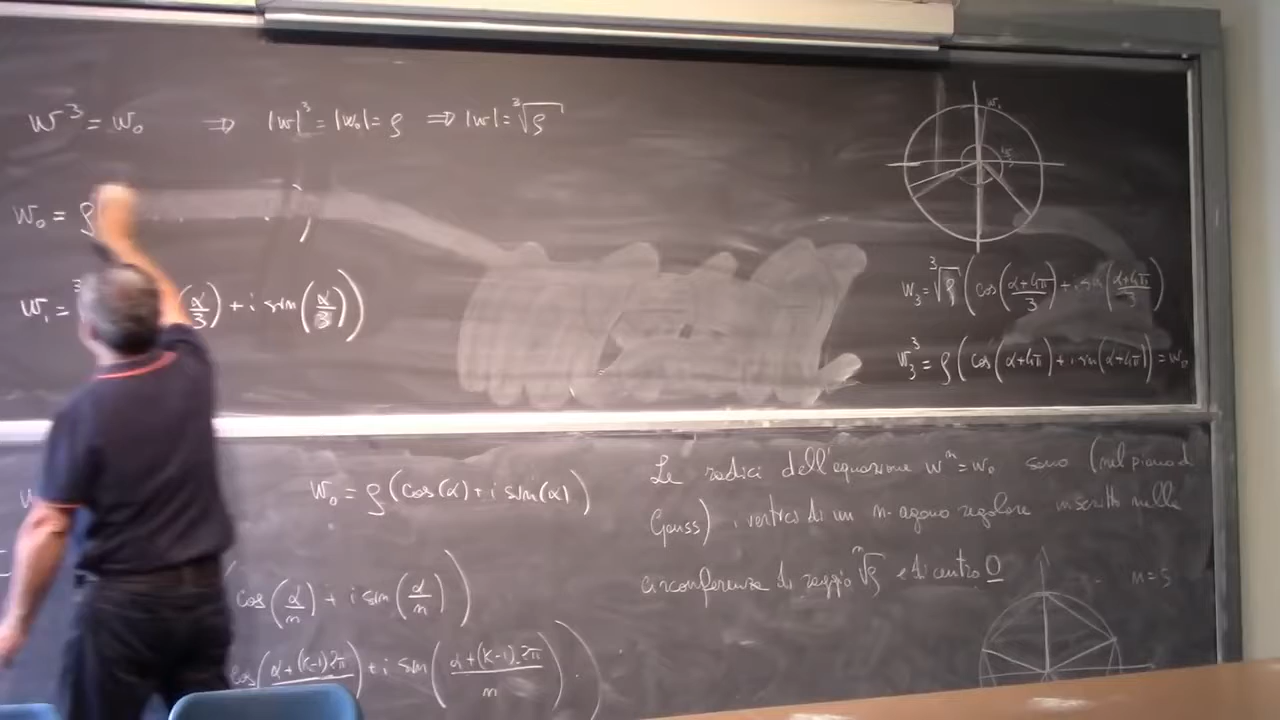 w³ = w₀ ⇒ |w|³ = |w₀| = ρ ⇒ |w| = ∛ρ
w₀ = ρ
w₁ = ³ (α/3) + i sin(α/3))
w₁
w₃ = ∛ρ (cos((α+4π)/3) + i sin((α+4π)/3)
w₃³ = ρ (cos(α+4π) + i sin(α+4π)) = w₀
w₀ = ρ(cos(α) + i sin(α))
cos(α/n) + i sin(α/n))
cos((α+(k-1)2π)/ ) + i sin((α+(k-1).2π)/n)).
Le radici dell'equazione wⁿ = w₀ sono (nel piano di
Gauss) i vertici di un n-agono regolare inscritto nella
circonferenza di raggio ⁿ√ρ e di centro O
n=5